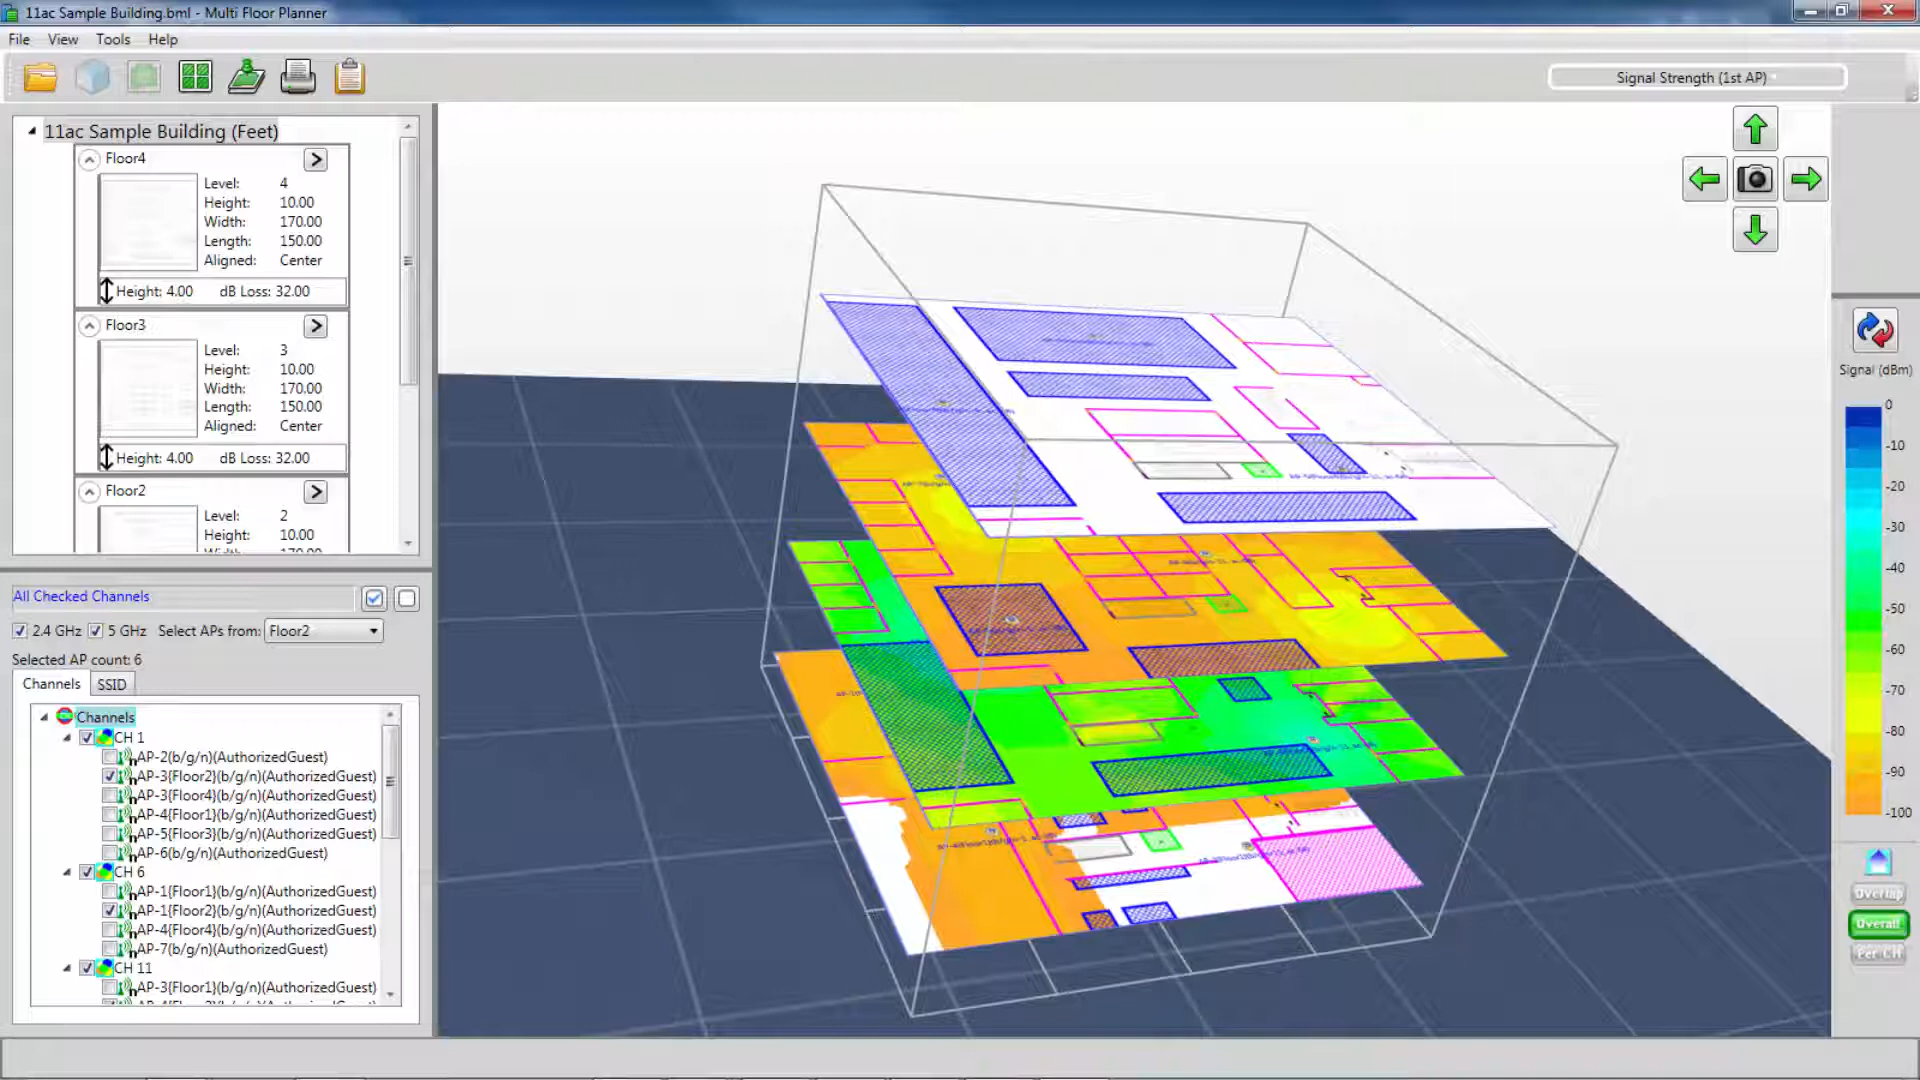 11ac Sample Building.bml - Multi Floor Planner
File View Tools Help
Signal Strength (1st AP)
11ac Sample Building (Feet)
Floor4
Level: 4
Height: 10.00
Width: 170.00
Length: 150.00
Aligned: Center
Height: 4.00 dB Loss: 32.00
Floor3
Level: 3
Height: 10.00
Width: 170.00
Length: 150.00
Aligned: Center
Height: 4.00 dB Loss: 32.00
Floor2
Level: 2
Height: 10.00
Width: 170.00
All Checked Channels
2.4 GHz 5 GHz Select APs from: Floor2
Selected AP count: 6
Channels SSID
Channels
CH 1
AP-2(b/g/n)(AuthorizedGuest)
AP-3{Floor2}(b/g/n)(AuthorizedGuest)
AP-3{Floor4}(b/g/n)(AuthorizedGuest)
AP-4{Floor1}(b/g/n)(AuthorizedGuest)
AP-5{Floor3}(b/g/n)(AuthorizedGuest)
AP-6(b/g/n)(AuthorizedGuest)
CH 6
AP-1{Floor1}(b/g/n)(AuthorizedGuest)
AP-1{Floor2}(b/g/n)(AuthorizedGuest)
AP-4{Floor4}(b/g/n)(AuthorizedGuest)
AP-7(b/g/n)(AuthorizedGuest)
CH 11
AP-3{Floor1}(b/g/n)(AuthorizedGuest)
Signal (dBm)
0
-10
-20
-30
-40
-50
-60
-70
-80
-90
-100
Overlap
Overall
Per CH